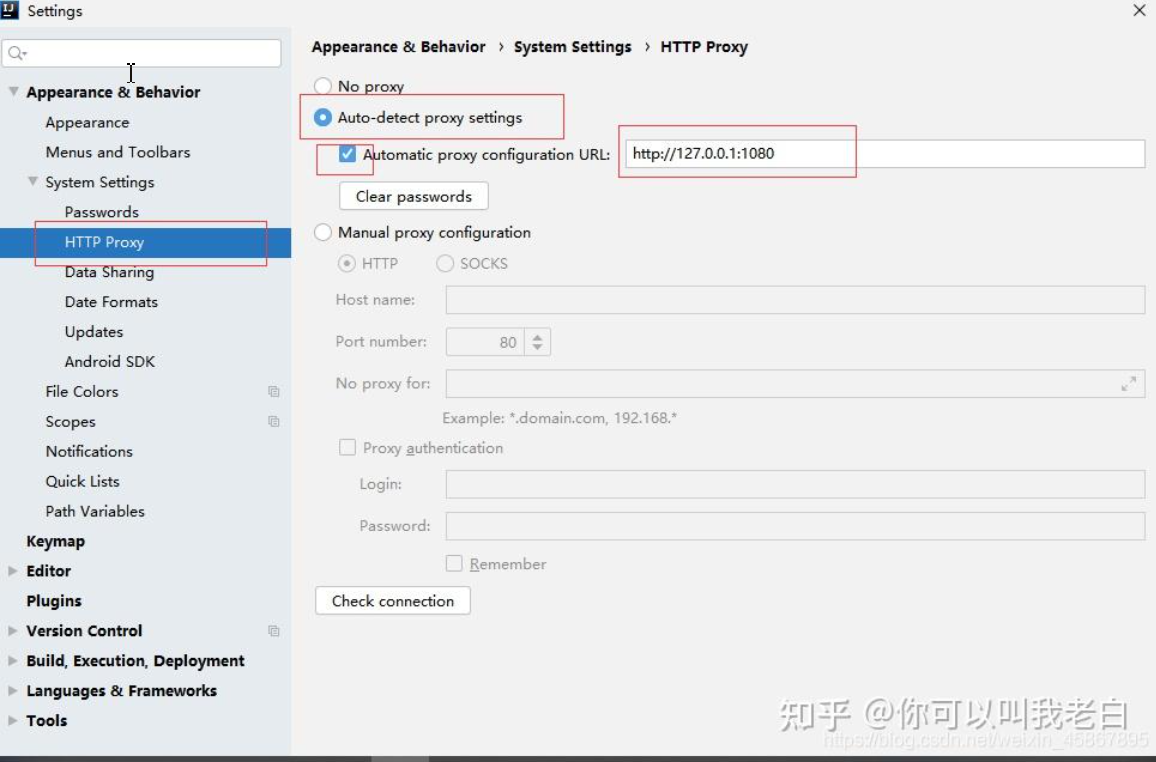 Settings
Appearance & Behavior › System Settings › HTTP Proxy
Appearance & Behavior
Appearance
Menus and Toolbars
System Settings
Passwords
HTTP Proxy
Data Sharing
Date Formats
Updates
Android SDK
File Colors
Scopes
Notifications
Quick Lists
Path Variables
Keymap
Editor
Plugins
Version Control
Build, Execution, Deployment
Languages & Frameworks
Tools
No proxy
Auto-detect proxy settings
Automatic proxy configuration URL: http://127.0.0.1:1080
Clear passwords
Manual proxy configuration
HTTP SOCKS
Host name:
Port number: 80
No proxy for:
Example: *.domain.com, 192.168.*
Proxy authentication
Login:
Password:
Remember
Check connection
知乎 @你可以叫我老白
https://blog.csdn.net/weixin_45867895